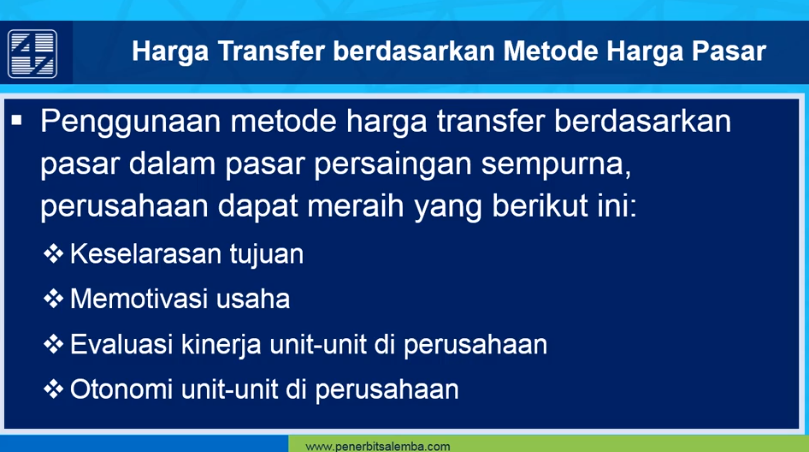 Harga Transfer berdasarkan Metode Harga Pasar
Penggunaan metode harga transfer berdasarkan
pasar dalam pasar persaingan sempurna,
perusahaan dapat meraih yang berikut ini:
Keselarasan tujuan
Memotivasi usaha
Evaluasi kinerja unit-unit di perusahaan
Otonomi unit-unit di perusahaan
www.penerbitsalemba.com